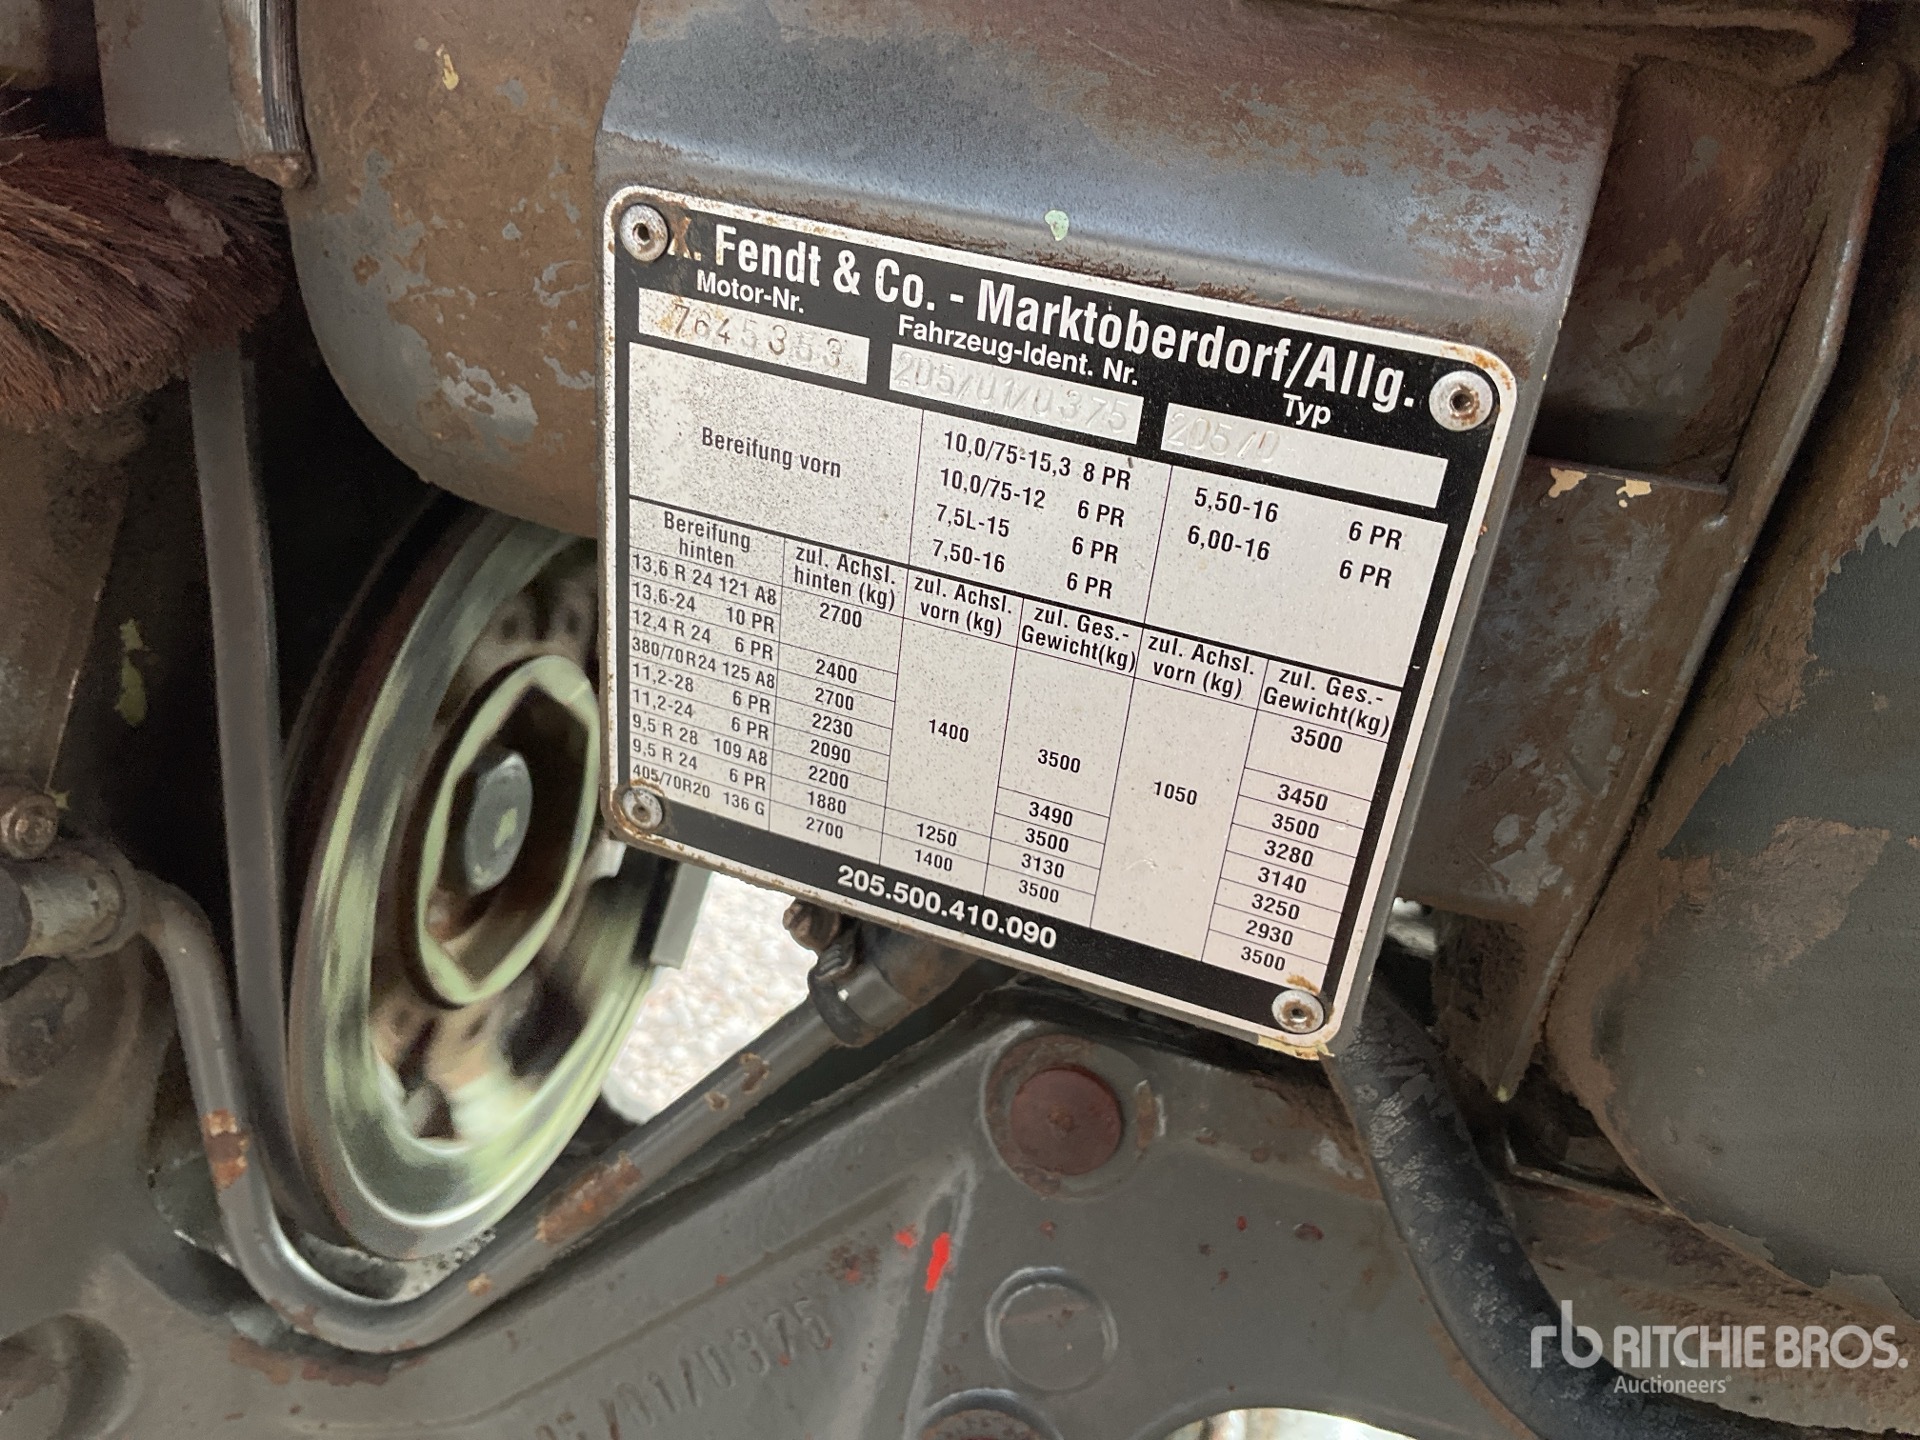 X. Fendt & Co. - Marktoberdorf/Allg.
Motor-Nr. Fahrzeug-Ident. Nr. Typ
7645353 205/01/0375 205/0
Bereifung vorn
10,0/75-15,3 8 PR
10,0/75-12 6 PR
7,5L-15 6 PR
7,50-16 6 PR
5,50-16 6 PR
6,00-16 6 PR
Bereifung hinten
zul. Achsl. hinten (kg)
zul. Achsl. vorn (kg)
zul. Ges.- Gewicht(kg)
zul. Achsl. vorn (kg)
zul. Ges.- Gewicht(kg)
13,6 R 24 121 A8
13,6-24 10 PR
12,4 R 24 6 PR
380/70R24 125 A8
11,2-28 6 PR
11,2-24 6 PR
9,5 R 28 109 A8
9,5 R 24 6 PR
405/70R20 136 G
2700
2400
2700
2230
2090
2200
1880
2700
1400
1250
1400
3500
3490
3500
3130
3500
1050
3500
3450
3500
3280
3140
3250
2930
3500
205.500.410.090
05/01/0375
rb RITCHIE BROS.
Auctioneers